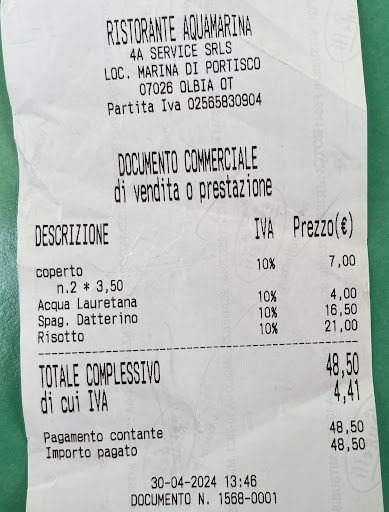 RISTORANTE AQUAMARINA
4A SERVICE SRLS
LOC. MARINA DI PORTISCO
07026 OLBIA OT
Partita Iva 02565830904
DOCUMENTO COMMERCIALE
di vendita o prestazione
DESCRIZIONE IVA Prezzo(€)
coperto 10% 7,00
n.2 * 3,50
Acqua Lauretana 10% 4,00
Spag. Datterino 10% 16,50
Risotto 10% 21,00
TOTALE COMPLESSIVO 48,50
di cui IVA 4,41
Pagamento contante 48,50
Importo pagato 48,50
30-04-2024 13:46
DOCUMENTO N. 1568-0001